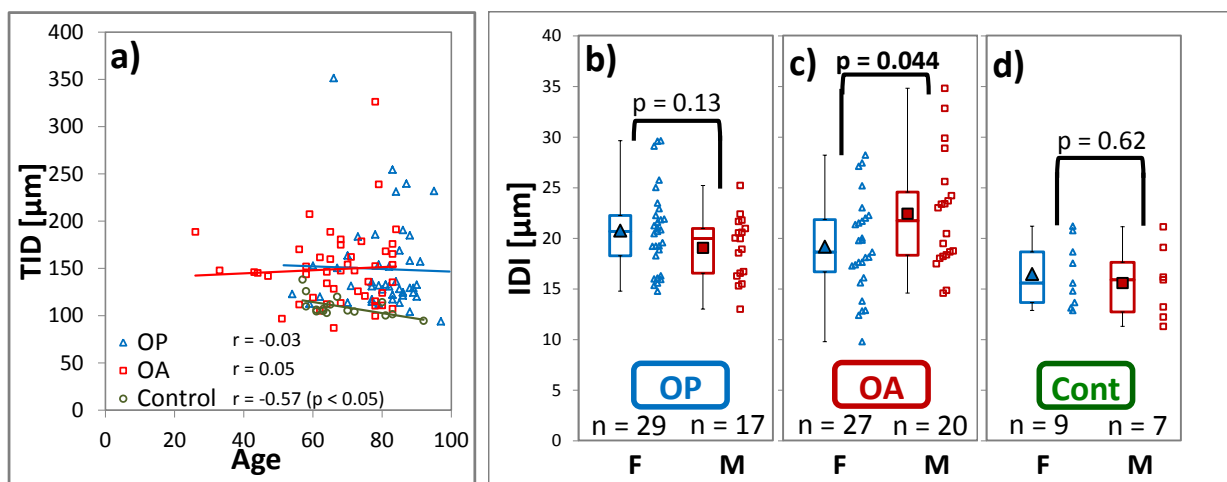 a)
400
350
300
250
200
150
100
50
0
TID [µm]
OP r = -0.03
OA r = 0.05
Control r = -0.57 (p < 0.05)
0 20 40 60 80 100
Age
40
35
30
25
20
15
10
5
0
IDI [µm]
b)
p = 0.13
OP
n = 29 n = 17
F M
c)
p = 0.044
OA
n = 27 n = 20
F M
d)
p = 0.62
Cont
n = 9 n = 7
F M